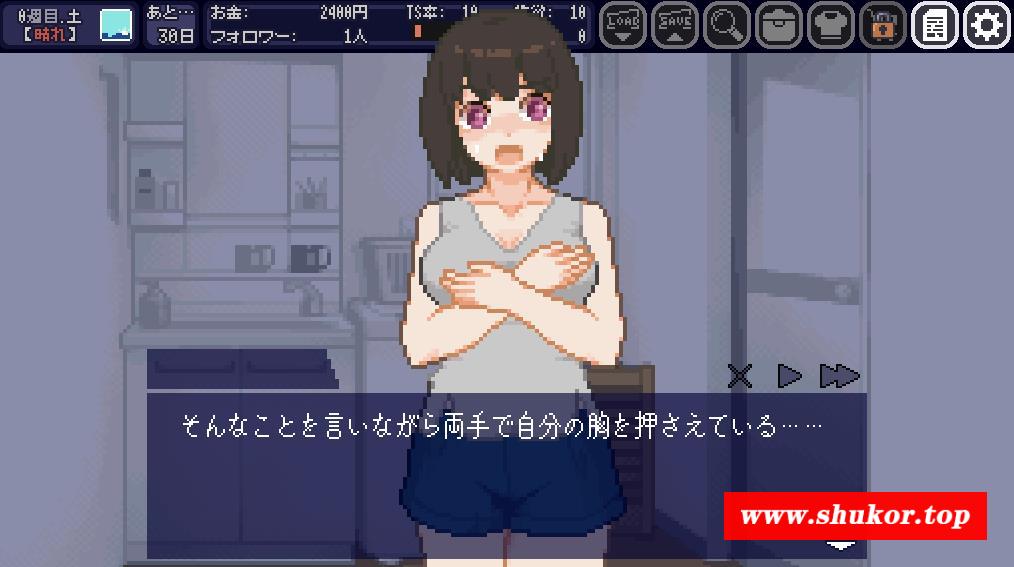 0週目.土
【晴れ】
あと…
30日
お金: 2400円
フォロワー: 1人
TS率: 10
10
0
LOAD
SAVE
そんなことを言いながら両手で自分の胸を押さえている……
www.shukor.top